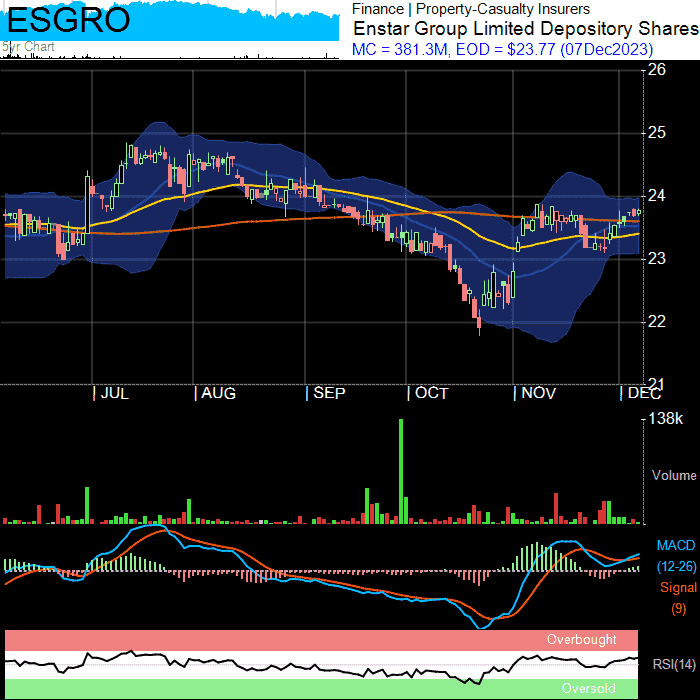 ESGRO
5yr Chart
Finance | Property-Casualty Insurers
Enstar Group Limited Depository Shares
MC = 381.3M, EOD = $23.77 (07Dec2023)
26
25
24
23
22
21
JUL AUG SEP OCT NOV DEC
138k
Volume
MACD
(12-26)
Signal
(9)
Overbought
RSI(14)
Oversold